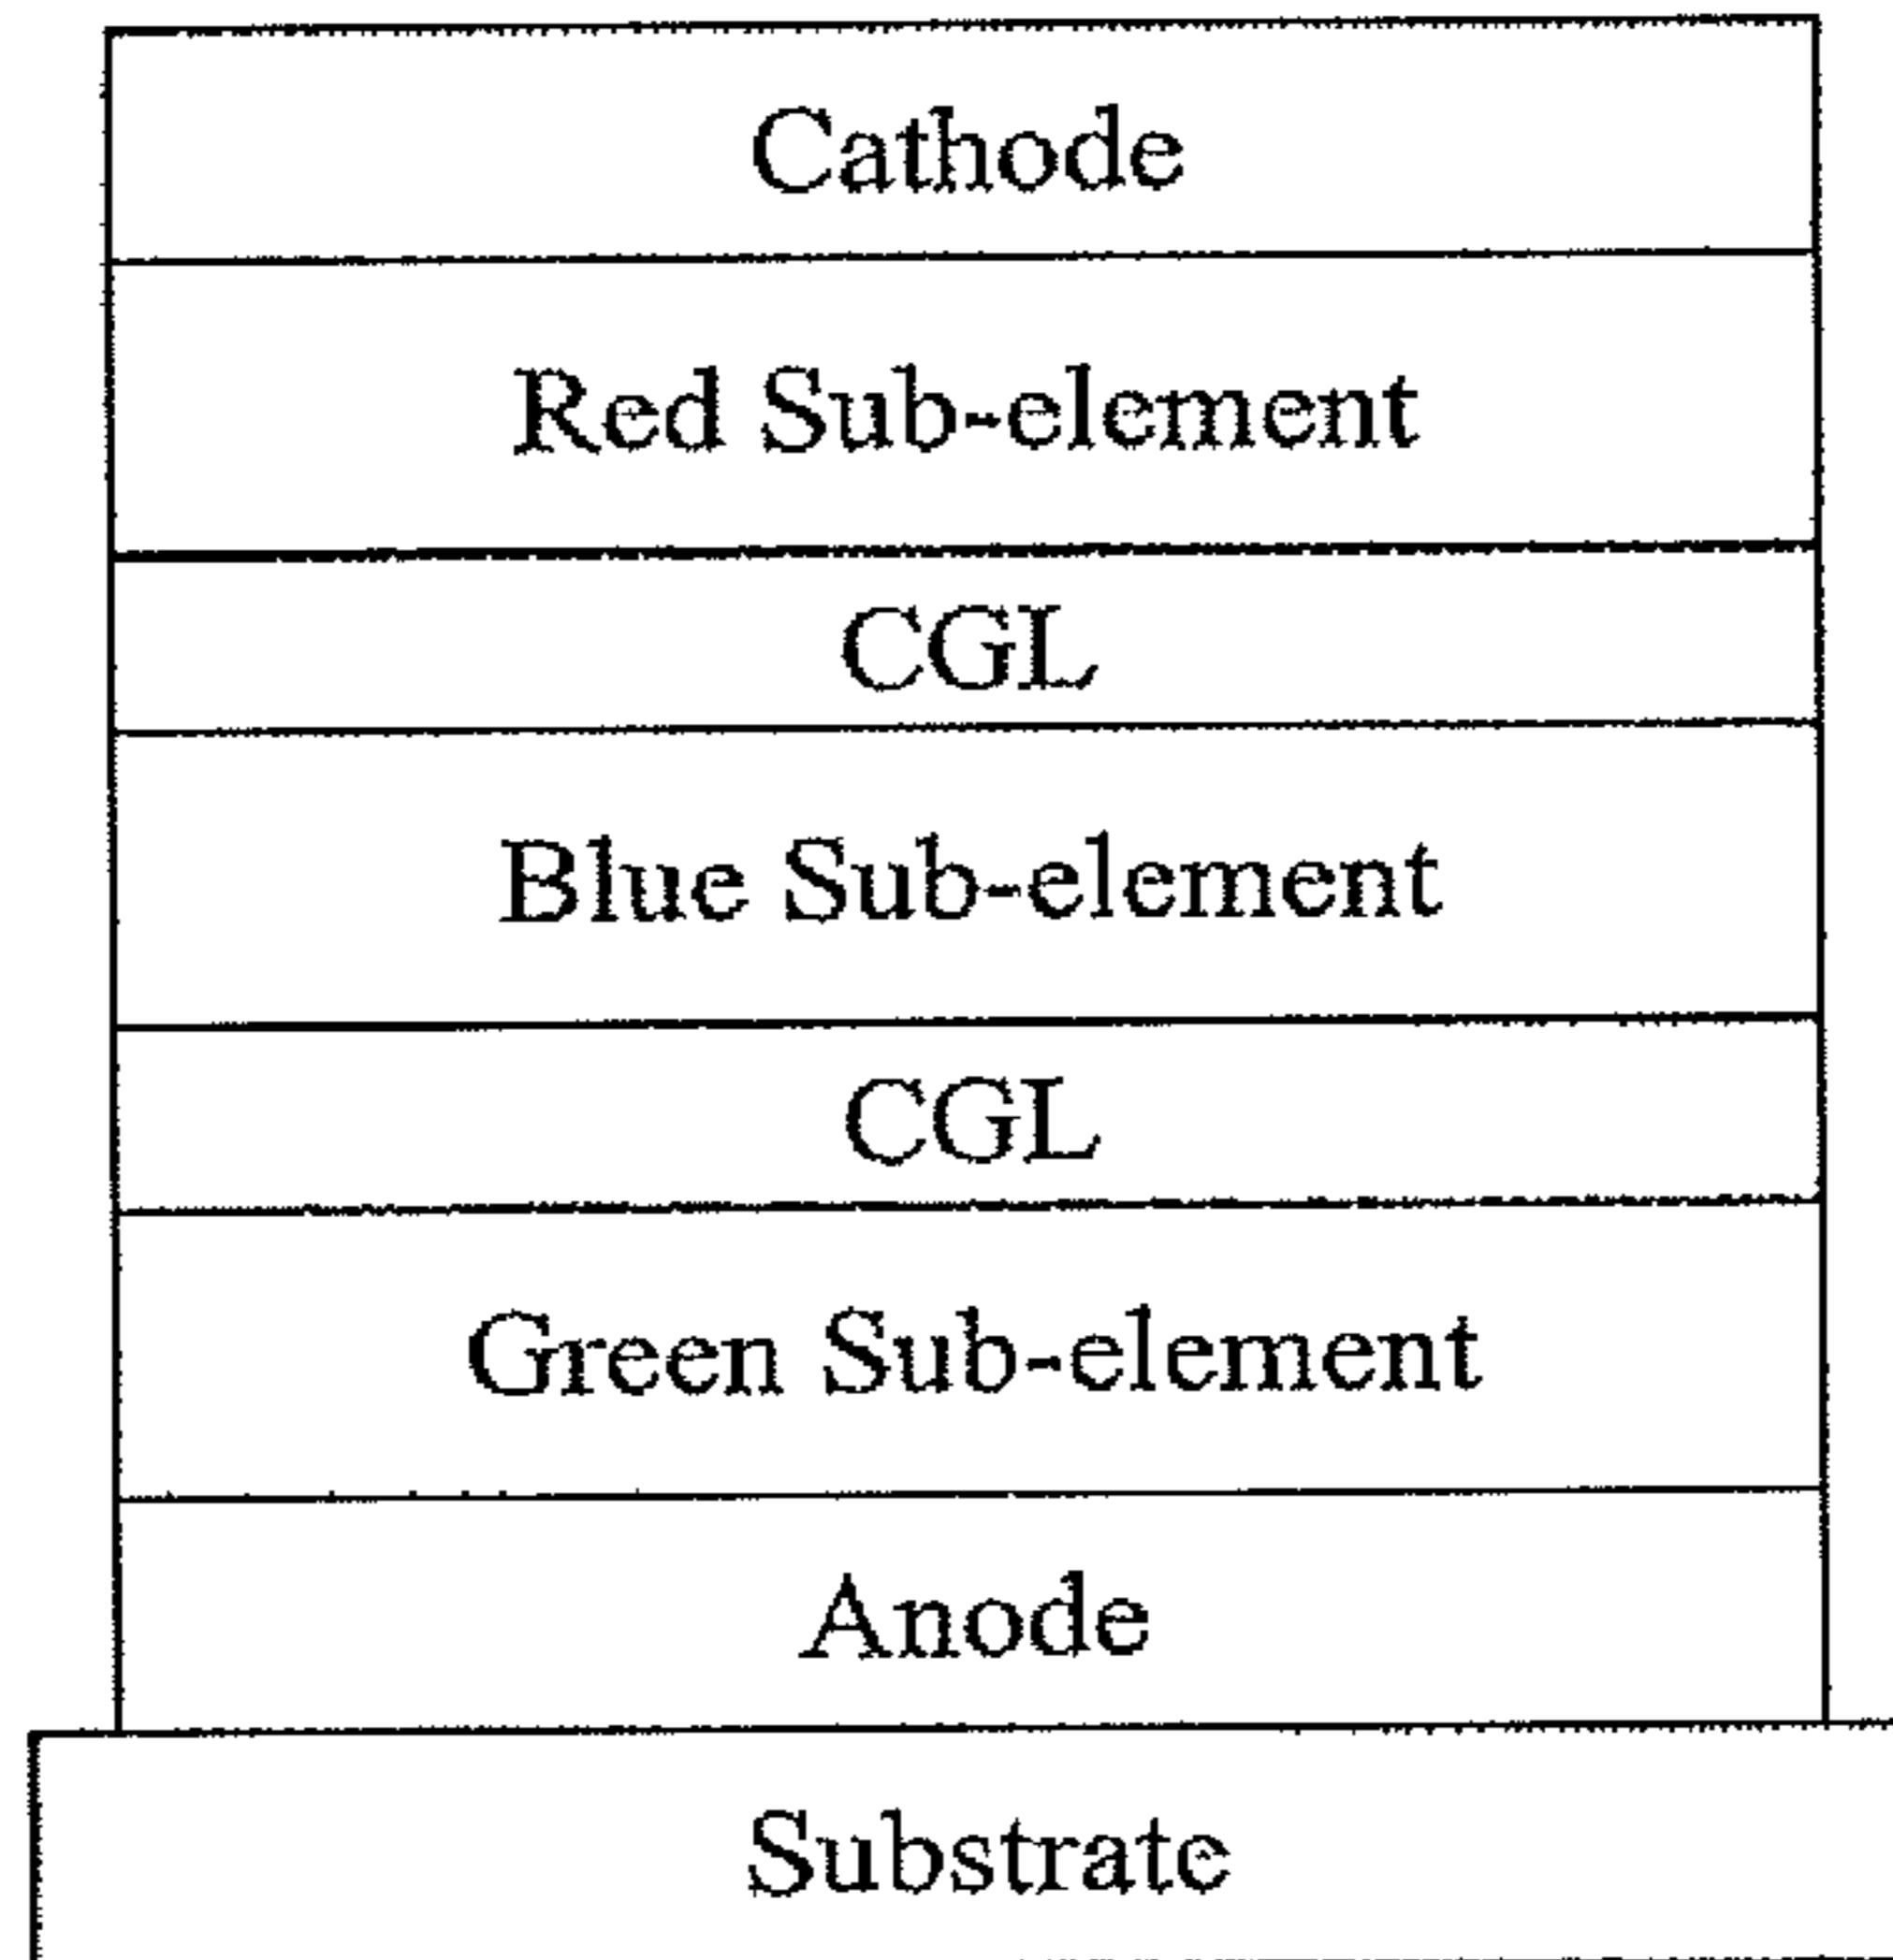 Cathode
Red Sub-element
CGL
Blue Sub-element
CGL
Green Sub-element
Anode
Substrate